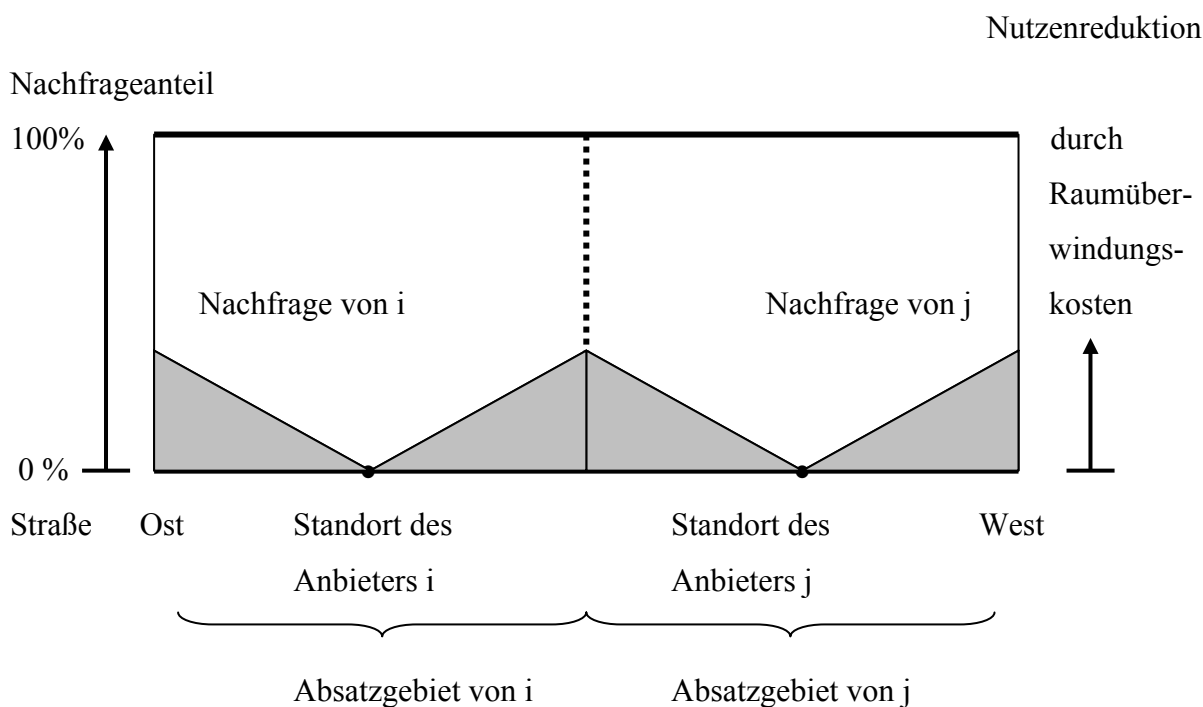 Nutzenreduktion
Nachfrageanteil
100%
durch
Raumüber-
windungs-
kosten
Nachfrage von i
Nachfrage von j
0 %
Straße Ost Standort des Standort des West
Anbieters i Anbieters j
Absatzgebiet von i Absatzgebiet von j